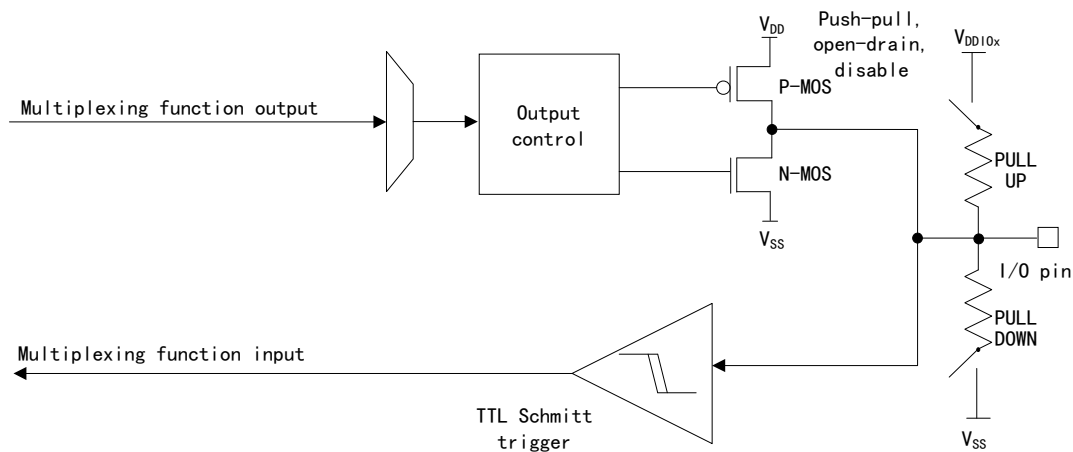 Multiplexing function output
Output
control
V_DD
Push-pull,
open-drain,
disable
P-MOS
N-MOS
V_SS
V_DDIOx
PULL
UP
I/O pin
PULL
DOWN
V_SS
Multiplexing function input
TTL Schmitt
trigger